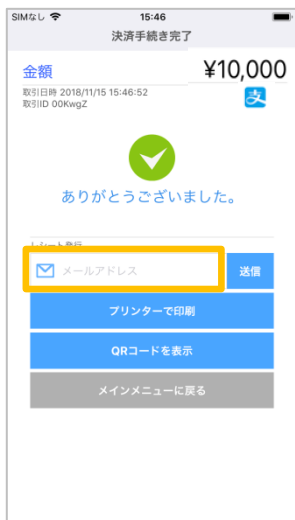 SIMなし 15:46
決済手続き完了
金額 ¥10,000
取引日時 2018/11/15 15:46:52
取引ID 00KwgZ
支
ありがとうございました。
レシート発行
メールアドレス 送信
プリンターで印刷
QRコードを表示
メインメニューに戻る